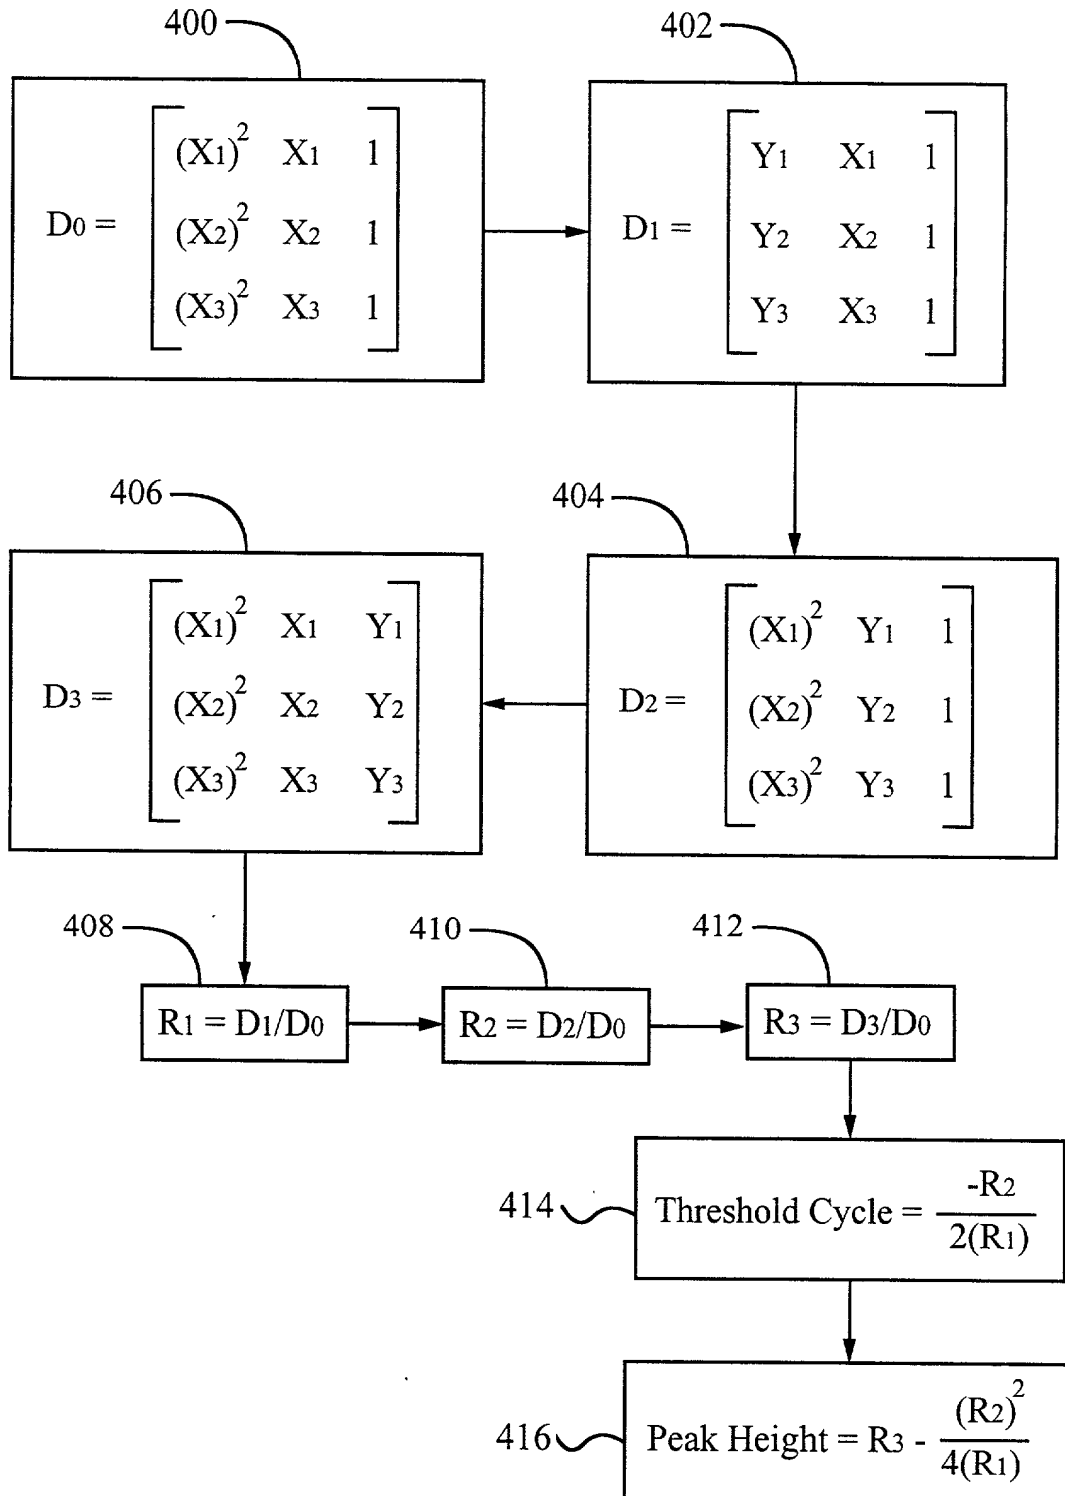 400
D0 = [ (X1)² X1 1
(X2)² X2 1
(X3)² X3 1 ]
402
D1 = [ Y1 X1 1
Y2 X2 1
Y3 X3 1 ]
404
D2 = [ (X1)² Y1 1
(X2)² Y2 1
(X3)² Y3 1 ]
406
D3 = [ (X1)² X1 Y1
(X2)² X2 Y2
(X3)² X3 Y3 ]
408
R1 = D1/D0
410
R2 = D2/D0
412
R3 = D3/D0
414
Threshold Cycle = -R2 / 2(R1)
416
Peak Height = R3 - (R2)² / 4(R1)